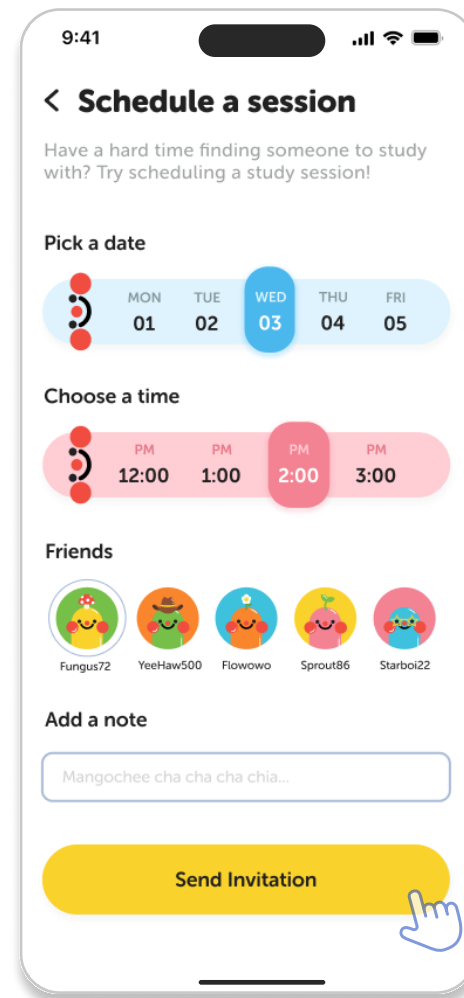 9:41
Schedule a session
Have a hard time finding someone to study
with? Try scheduling a study session!
Pick a date
MON TUE WED THU FRI
01 02 03 04 05
Choose a time
PM PM PM PM
12:00 1:00 2:00 3:00
Friends
Fungus72 YeeHaw500 Flowowo Sprout86 Starboi22
Add a note
Mangochee cha cha cha chia...
Send Invitation